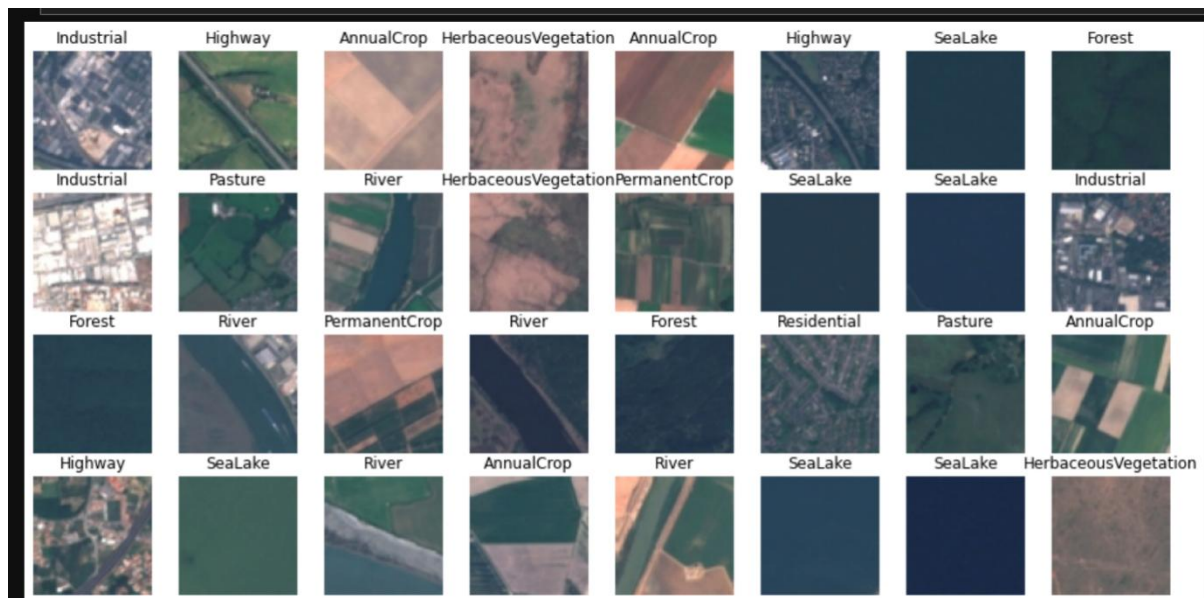 Industrial Highway AnnualCrop HerbaceousVegetation AnnualCrop Highway SeaLake Forest
Industrial Pasture River HerbaceousVegetation PermanentCrop SeaLake SeaLake Industrial
Forest River PermanentCrop River Forest Residential Pasture AnnualCrop
Highway SeaLake River AnnualCrop River SeaLake SeaLake HerbaceousVegetation